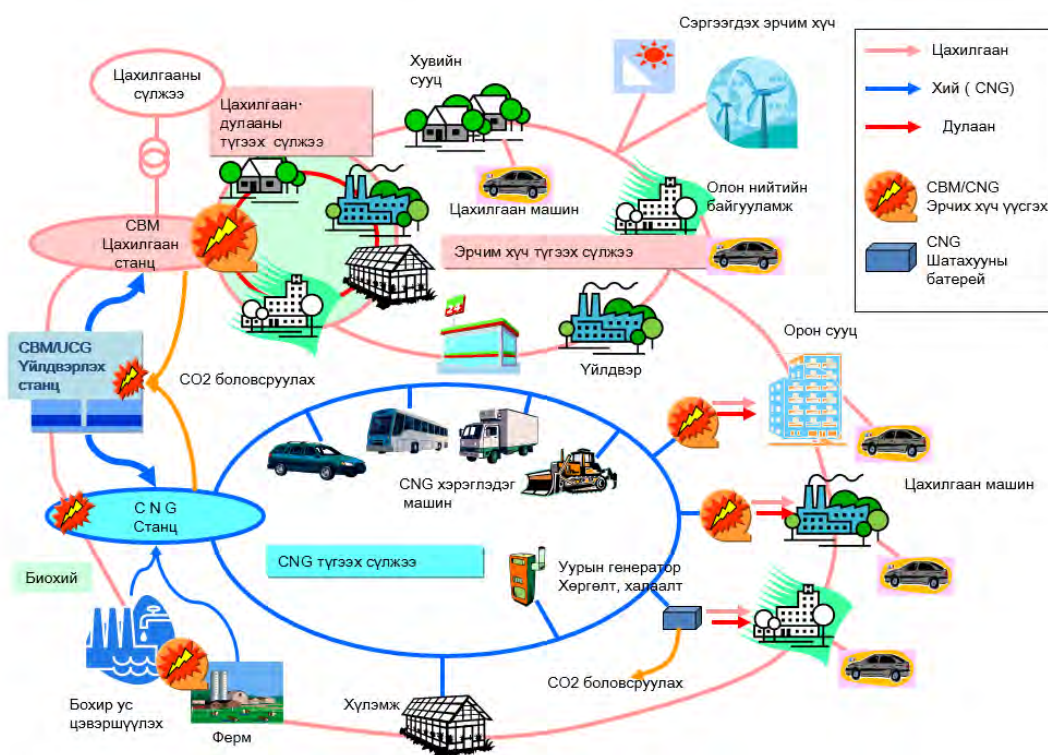 Сэргээгдэх эрчим хүч
Цахилгааны
сүлжээ
Хувийн
сууц
Цахилгаан·
дулааны
түгээх сүлжээ
Цахилгаан
Хий ( CNG)
Дулаан
CBM/CNG
Эрчих хүч үүсгэх
CNG
Шатахууны
батерей
Цахилгаан машин
Олон нийтийн
байгууламж
CBM
Цахилгаан
станц
Эрчим хүч түгээх сүлжээ
CBM/UCG
Үйлдвэрлэх
станц
CO2 боловсруулах
Үйлдвэр
Орон сууц
CNG хэрэглэдэг
машин
Цахилгаан машин
C N G
Станц
CNG түгээх сүлжээ
Уурын генератор
Хөргөлт, халаалт
Биохий
CO2 боловсруулах
Бохир ус
цэвэршүүлэх
Ферм
Хүлэмж